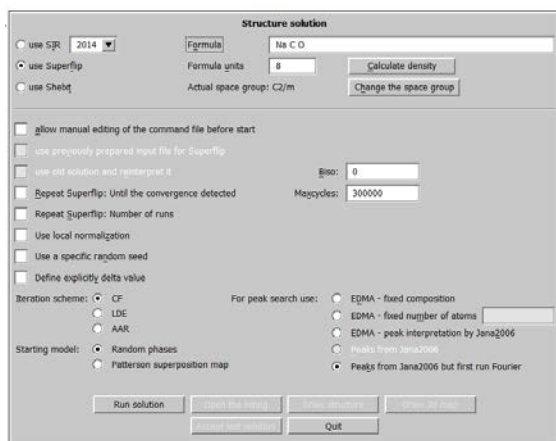 Structure solution
use SIR 2014 Formula Na C O
use Superflip Formula units 8 Calculate density
use Shelxt Actual space group: C2/m Change the space group
allow manual editing of the command file before start
use previously prepared input file for Superflip
use old solution and reinterpret it Biso: 0
Repeat Superflip: Until the convergence detected Maxcycles: 300000
Repeat Superflip: Number of runs
Use local normalization
Use a specific random seed
Define explicitly delta value
Iteration scheme: CF For peak search use: EDMA - fixed composition
LDE EDMA - fixed number of atoms
AAR EDMA - peak interpretation by Jana2006
Starting model: Random phases Peaks from Jana2006
Patterson superposition map Peaks from Jana2006 but first run Fourier
Run solution Open the listing Draw structure Draw 3d map
Accept last solution Quit